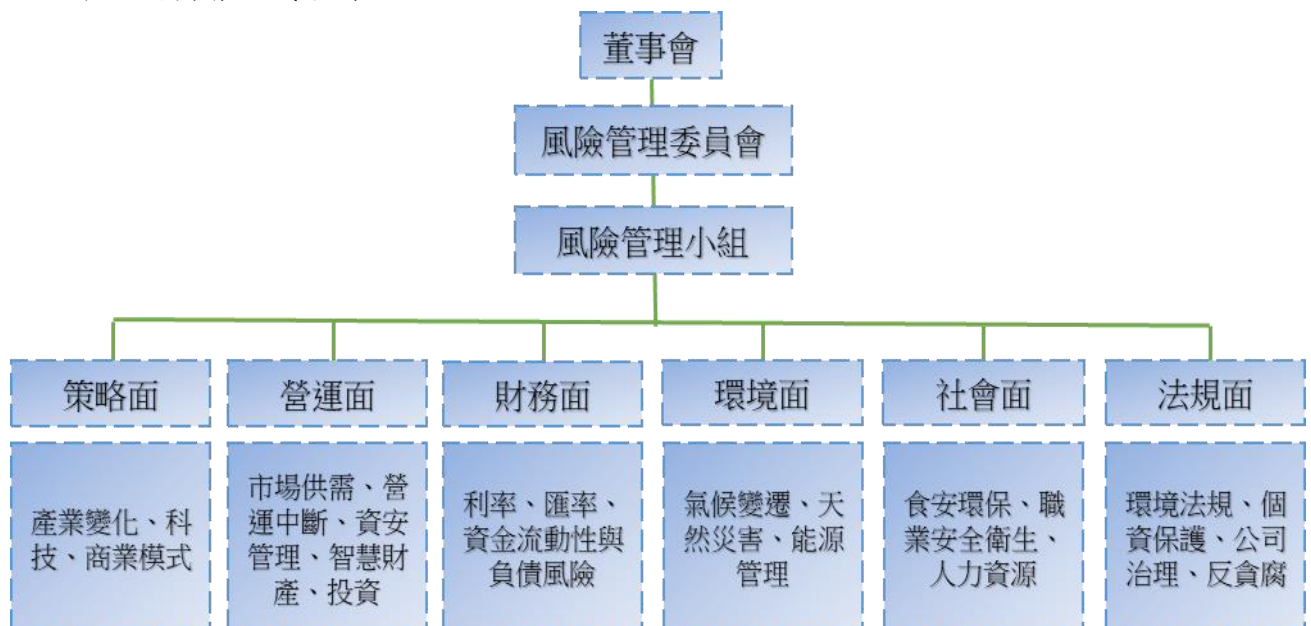 董事會
風險管理委員會
風險管理小組
策略面
營運面
財務面
環境面
社會面
法規面
產業變化、科
技、商業模式
市場供需、營
運中斷、資安
管理、智慧財
產、投資
利率、匯率、
資金流動性與
負債風險
氣候變遷、天
然災害、能源
管理
食安環保、職
業安全衛生、
人力資源
環境法規、個
資保護、公司
治理、反貪腐